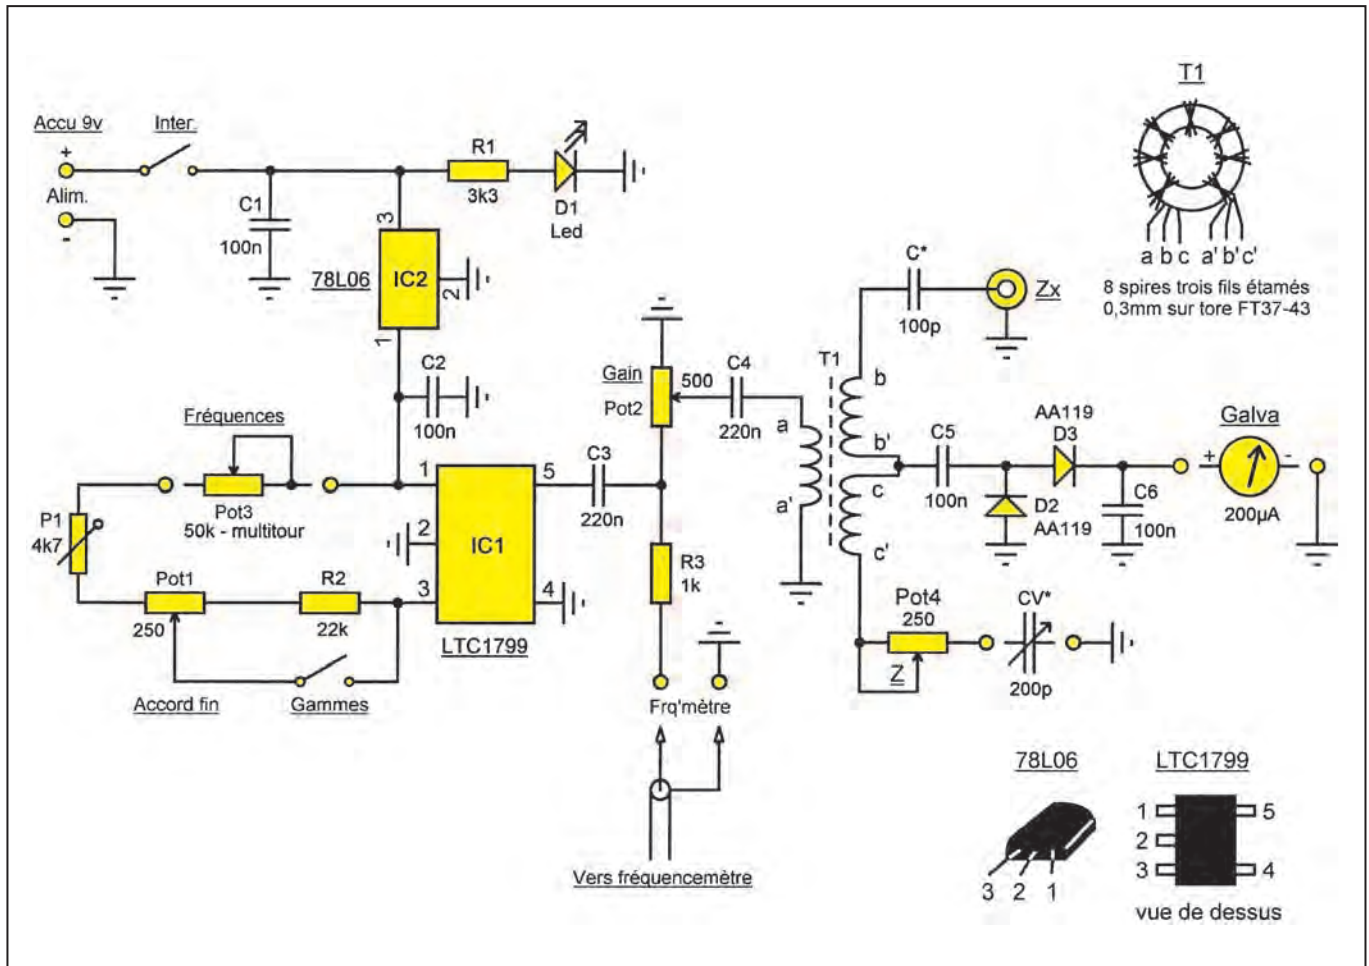 T1
Accu 9v
Inter.
+
Alim.
-
C1
100n
R1
3k3
D1
Led
3
78L06
IC2
2
1
a b c a' b' c'
8 spires trois fils étamés
0,3mm sur tore FT37-43
C*
100p
Zx
C2
100n
Gain
Pot2
500
C4
220n
T1
a
a'
b
b'
c
c'
C5
100n
AA119
D3
D2
AA119
C6
100n
Galva
+
-
200µA
Fréquences
Pot3
50k - multitour
P1
4k7
Pot1
250
R2
22k
Accord fin
Gammes
1
2
3
IC1
5
4
LTC1799
C3
220n
R3
1k
Frq'mètre
Vers fréquencemètre
Pot4
250
Z
CV*
200p
78L06
3 2 1
LTC1799
1
2
3
5
4
vue de dessus